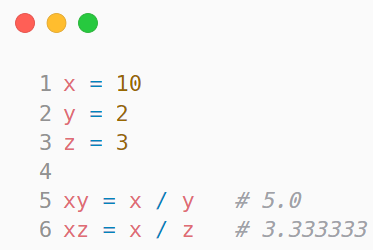 1 x = 10
2 y = 2
3 z = 3
4
5 xy = x / y   # 5.0
6 xz = x / z   # 3.333333